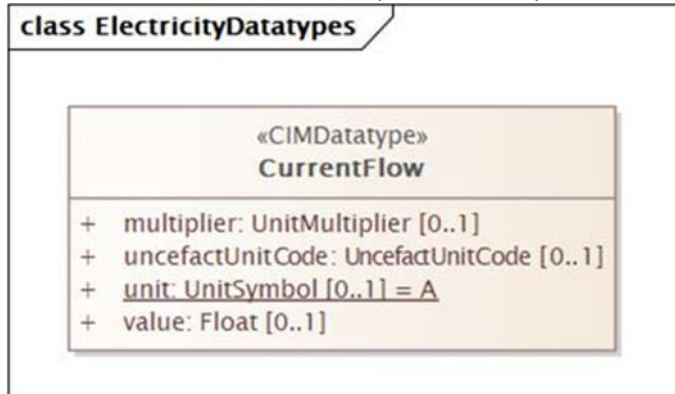 class ElectricityDatatypes
«CIMDatatype»
CurrentFlow
+ multiplier: UnitMultiplier [0..1]
+ uncefactUnitCode: UncefactUnitCode [0..1]
+ unit: UnitSymbol [0..1] = A
+ value: Float [0..1]